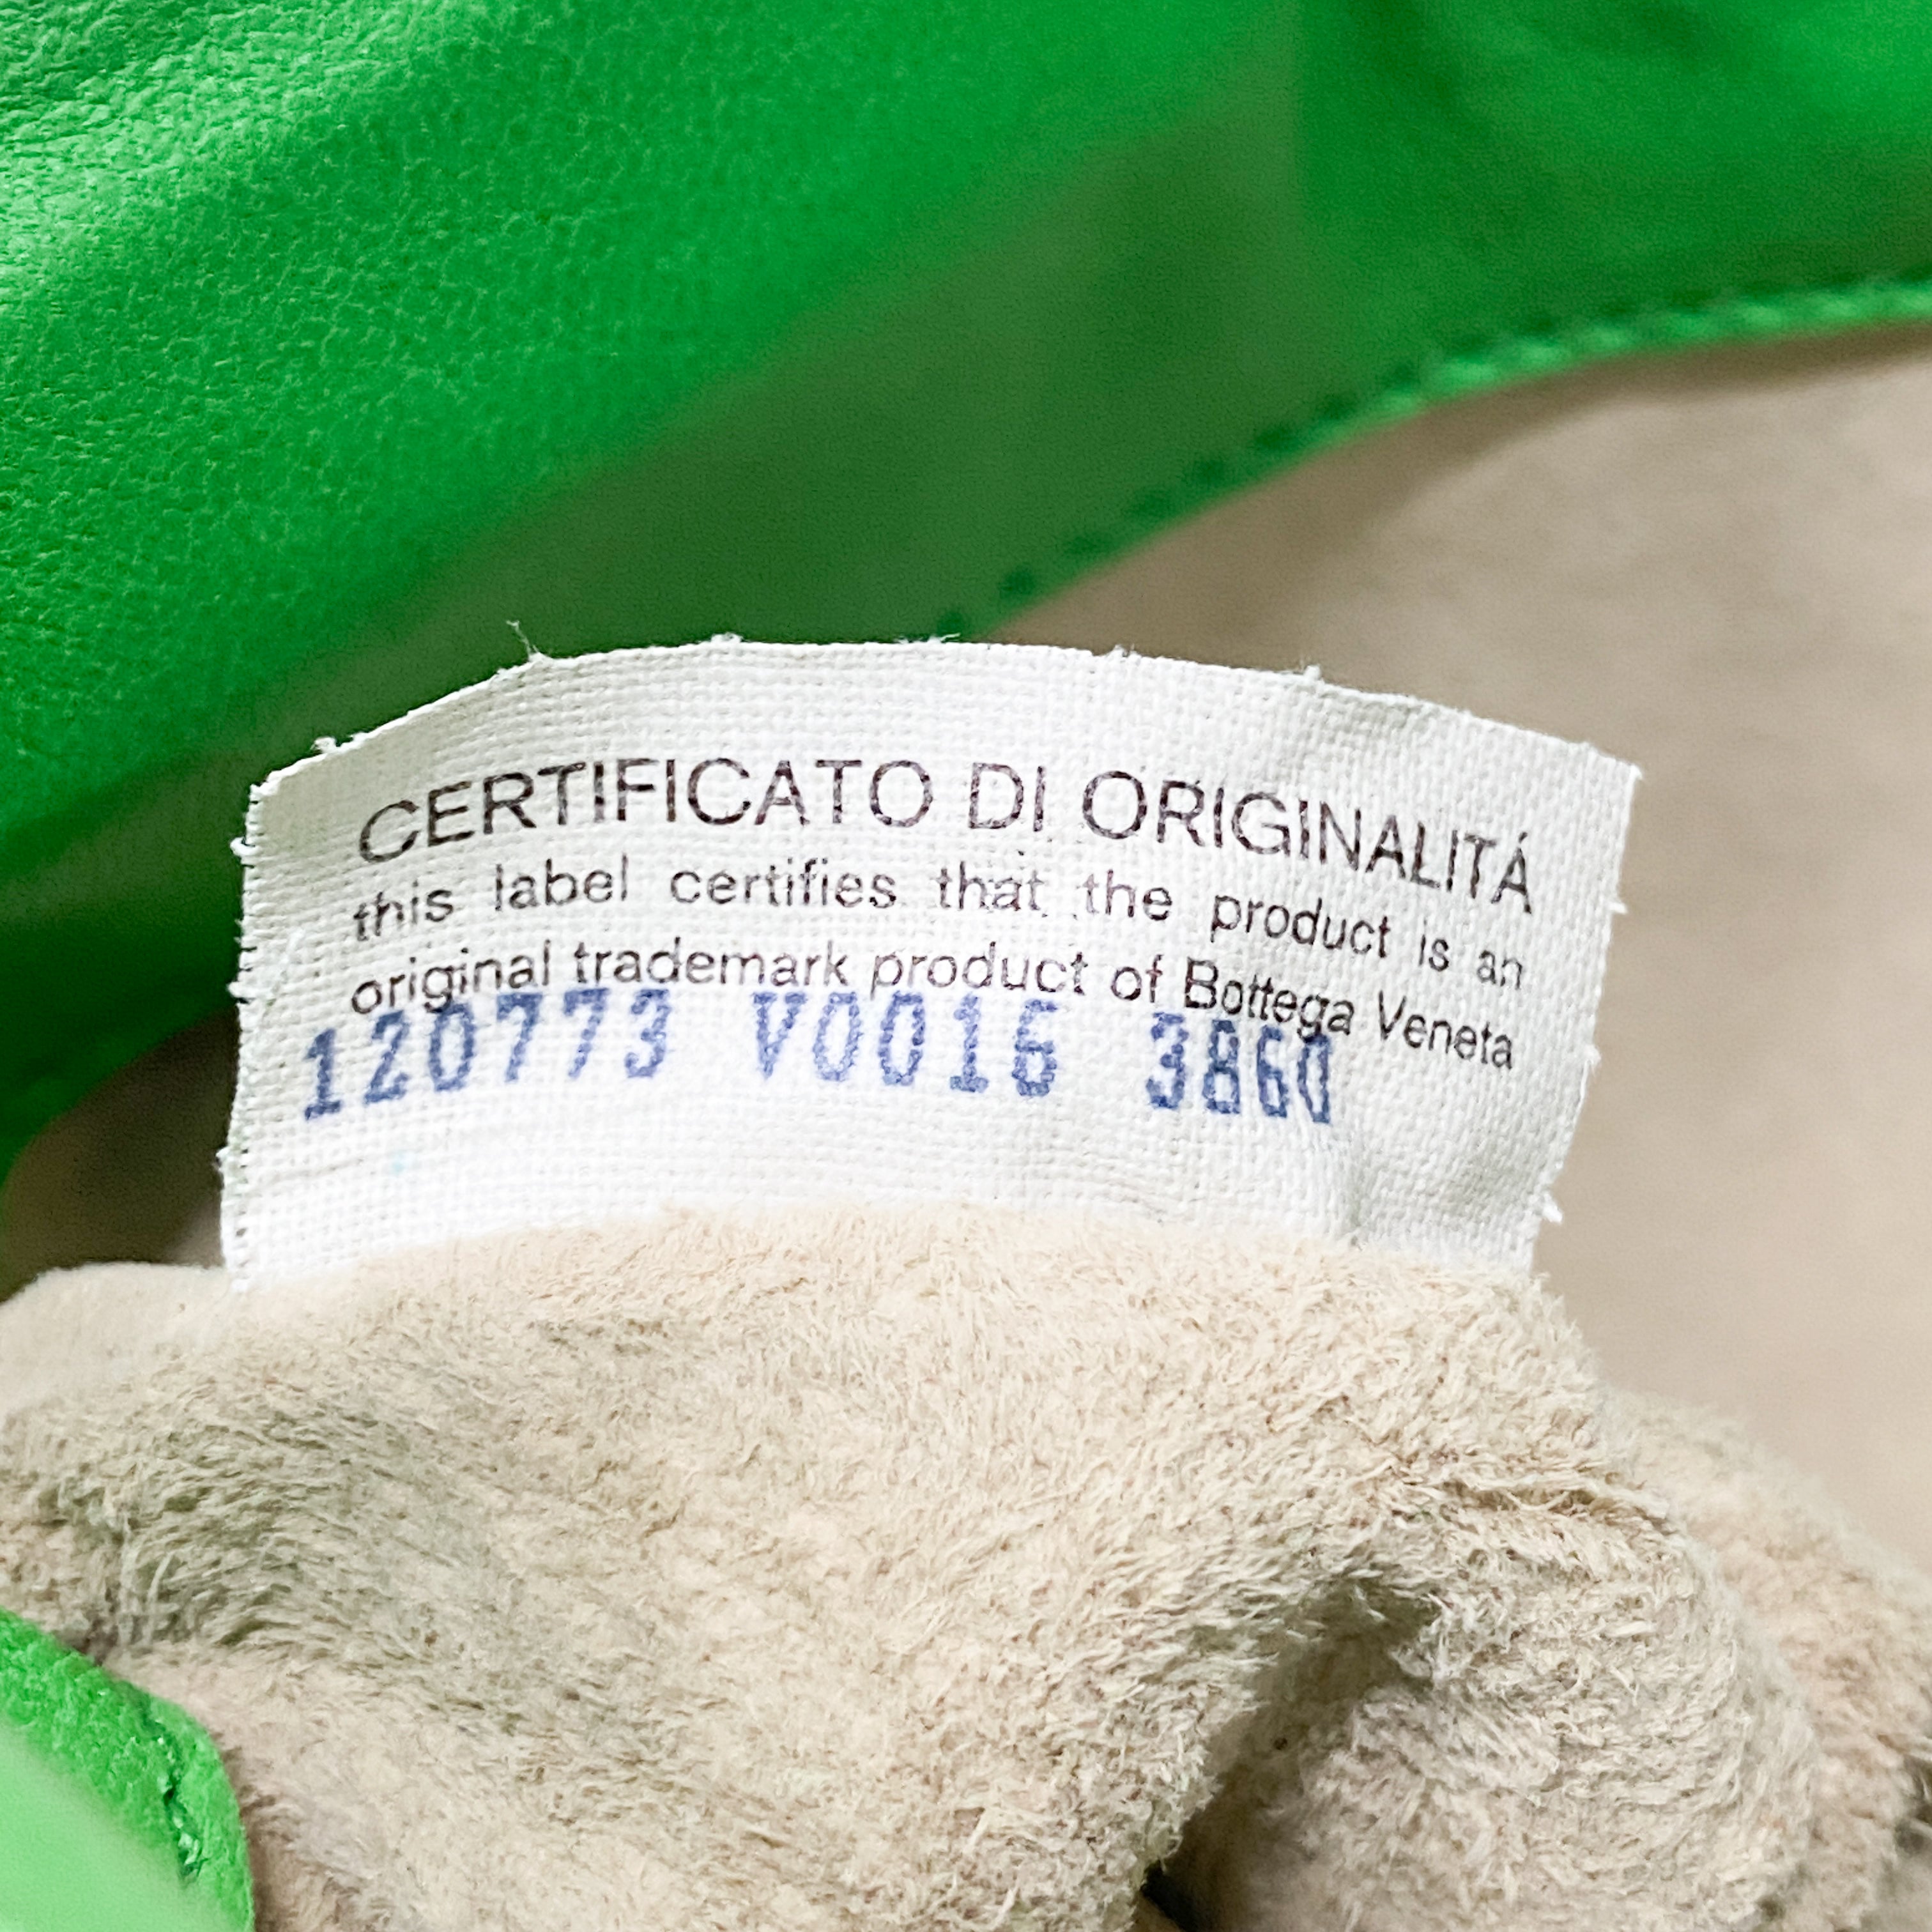 CERTIFICATO DI ORIGINALITÁ
this label certifies that the product is an
original trademark product of Bottega Veneta
120773 V0016 3860